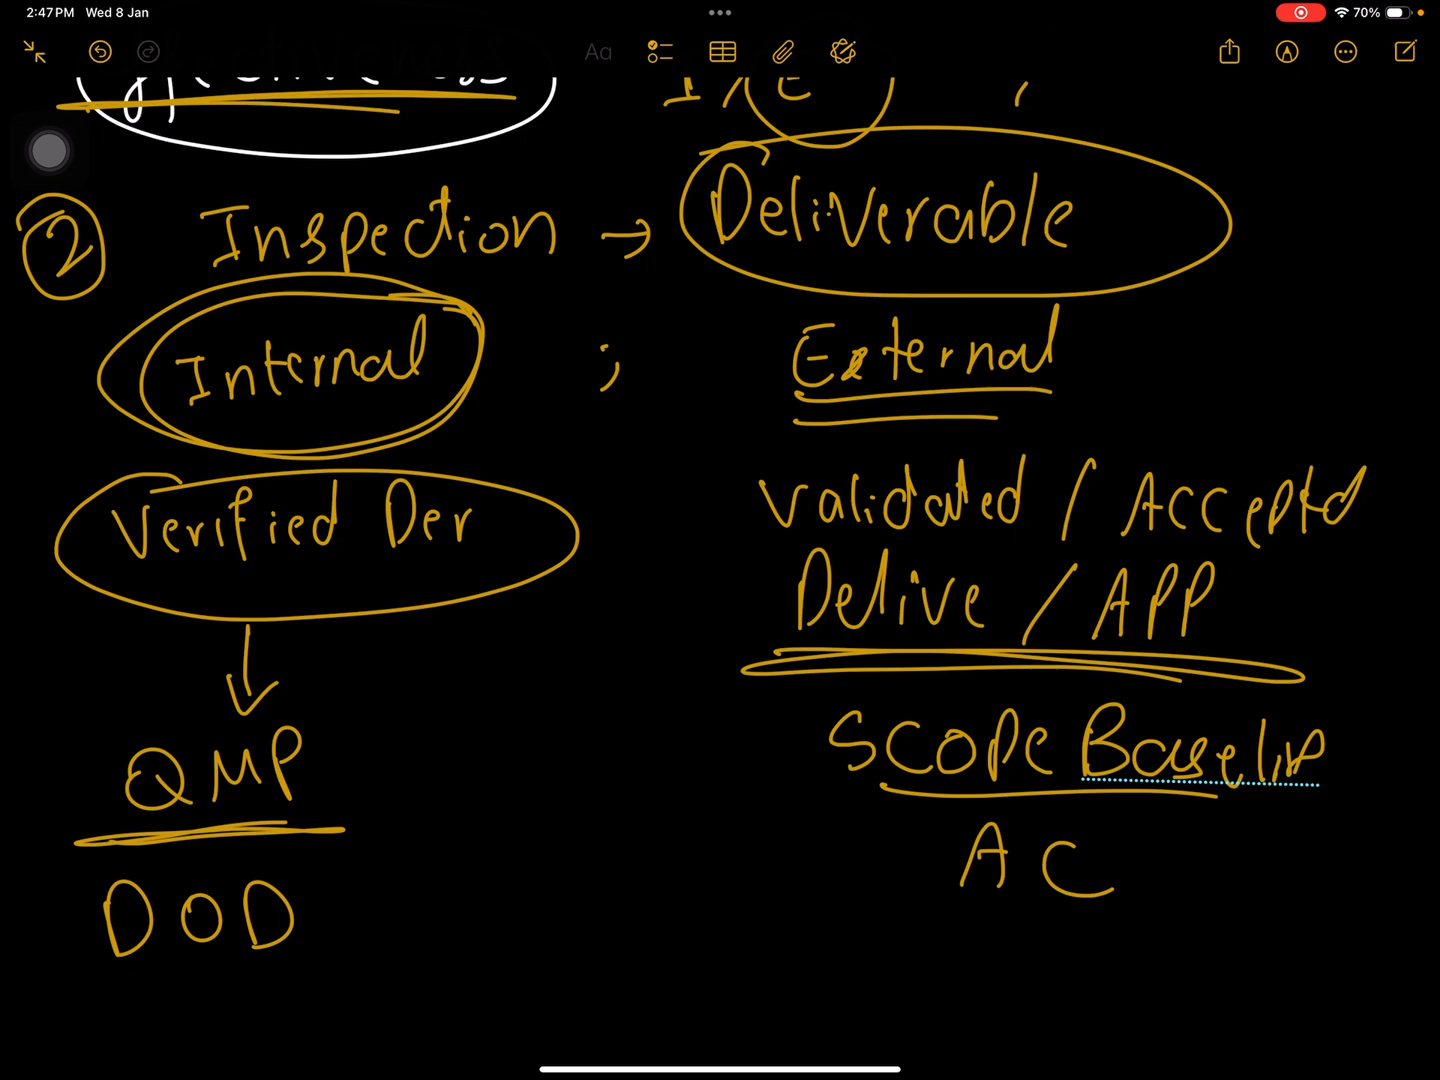 2:47 PM Wed 8 Jan
70%
Aa
② Inspection → Deliverable
Internal ; External
Verified Der
Validated / Accepted
Delive / APP
QMP
Scope Baseline
DOD
AC